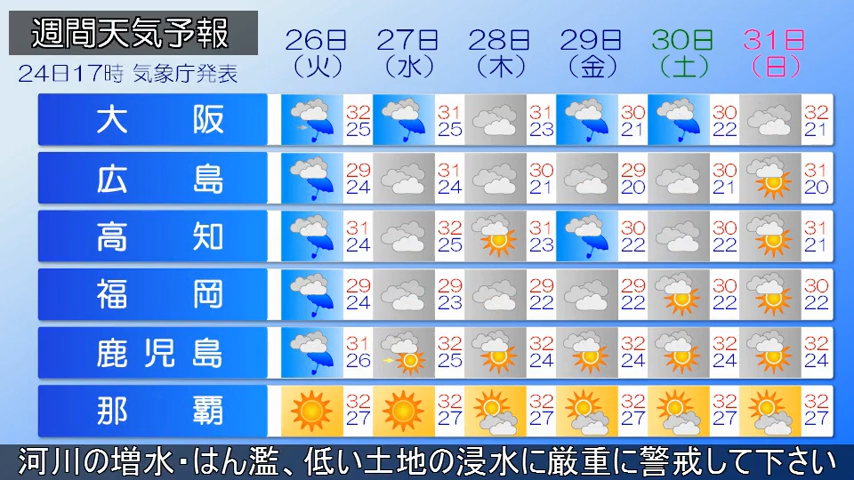 週間天気予報
24日17時 気象庁発表
26日 27日 28日 29日 30日 31日
(火) (水) (木) (金) (土) (日)
大阪 32 25 31 25 31 23 30 21 30 22 32 21
広島 29 24 31 24 30 21 29 20 30 21 31 20
高知 31 24 32 25 31 23 30 22 30 22 31 21
福岡 29 24 29 23 29 22 29 22 30 22 30 22
鹿児島 31 26 32 25 32 24 32 24 32 24 32 24
那覇 32 27 32 27 32 27 32 27 32 27 32 27
河川の増水・はん濫、低い土地の浸水に厳重に警戒して下さい